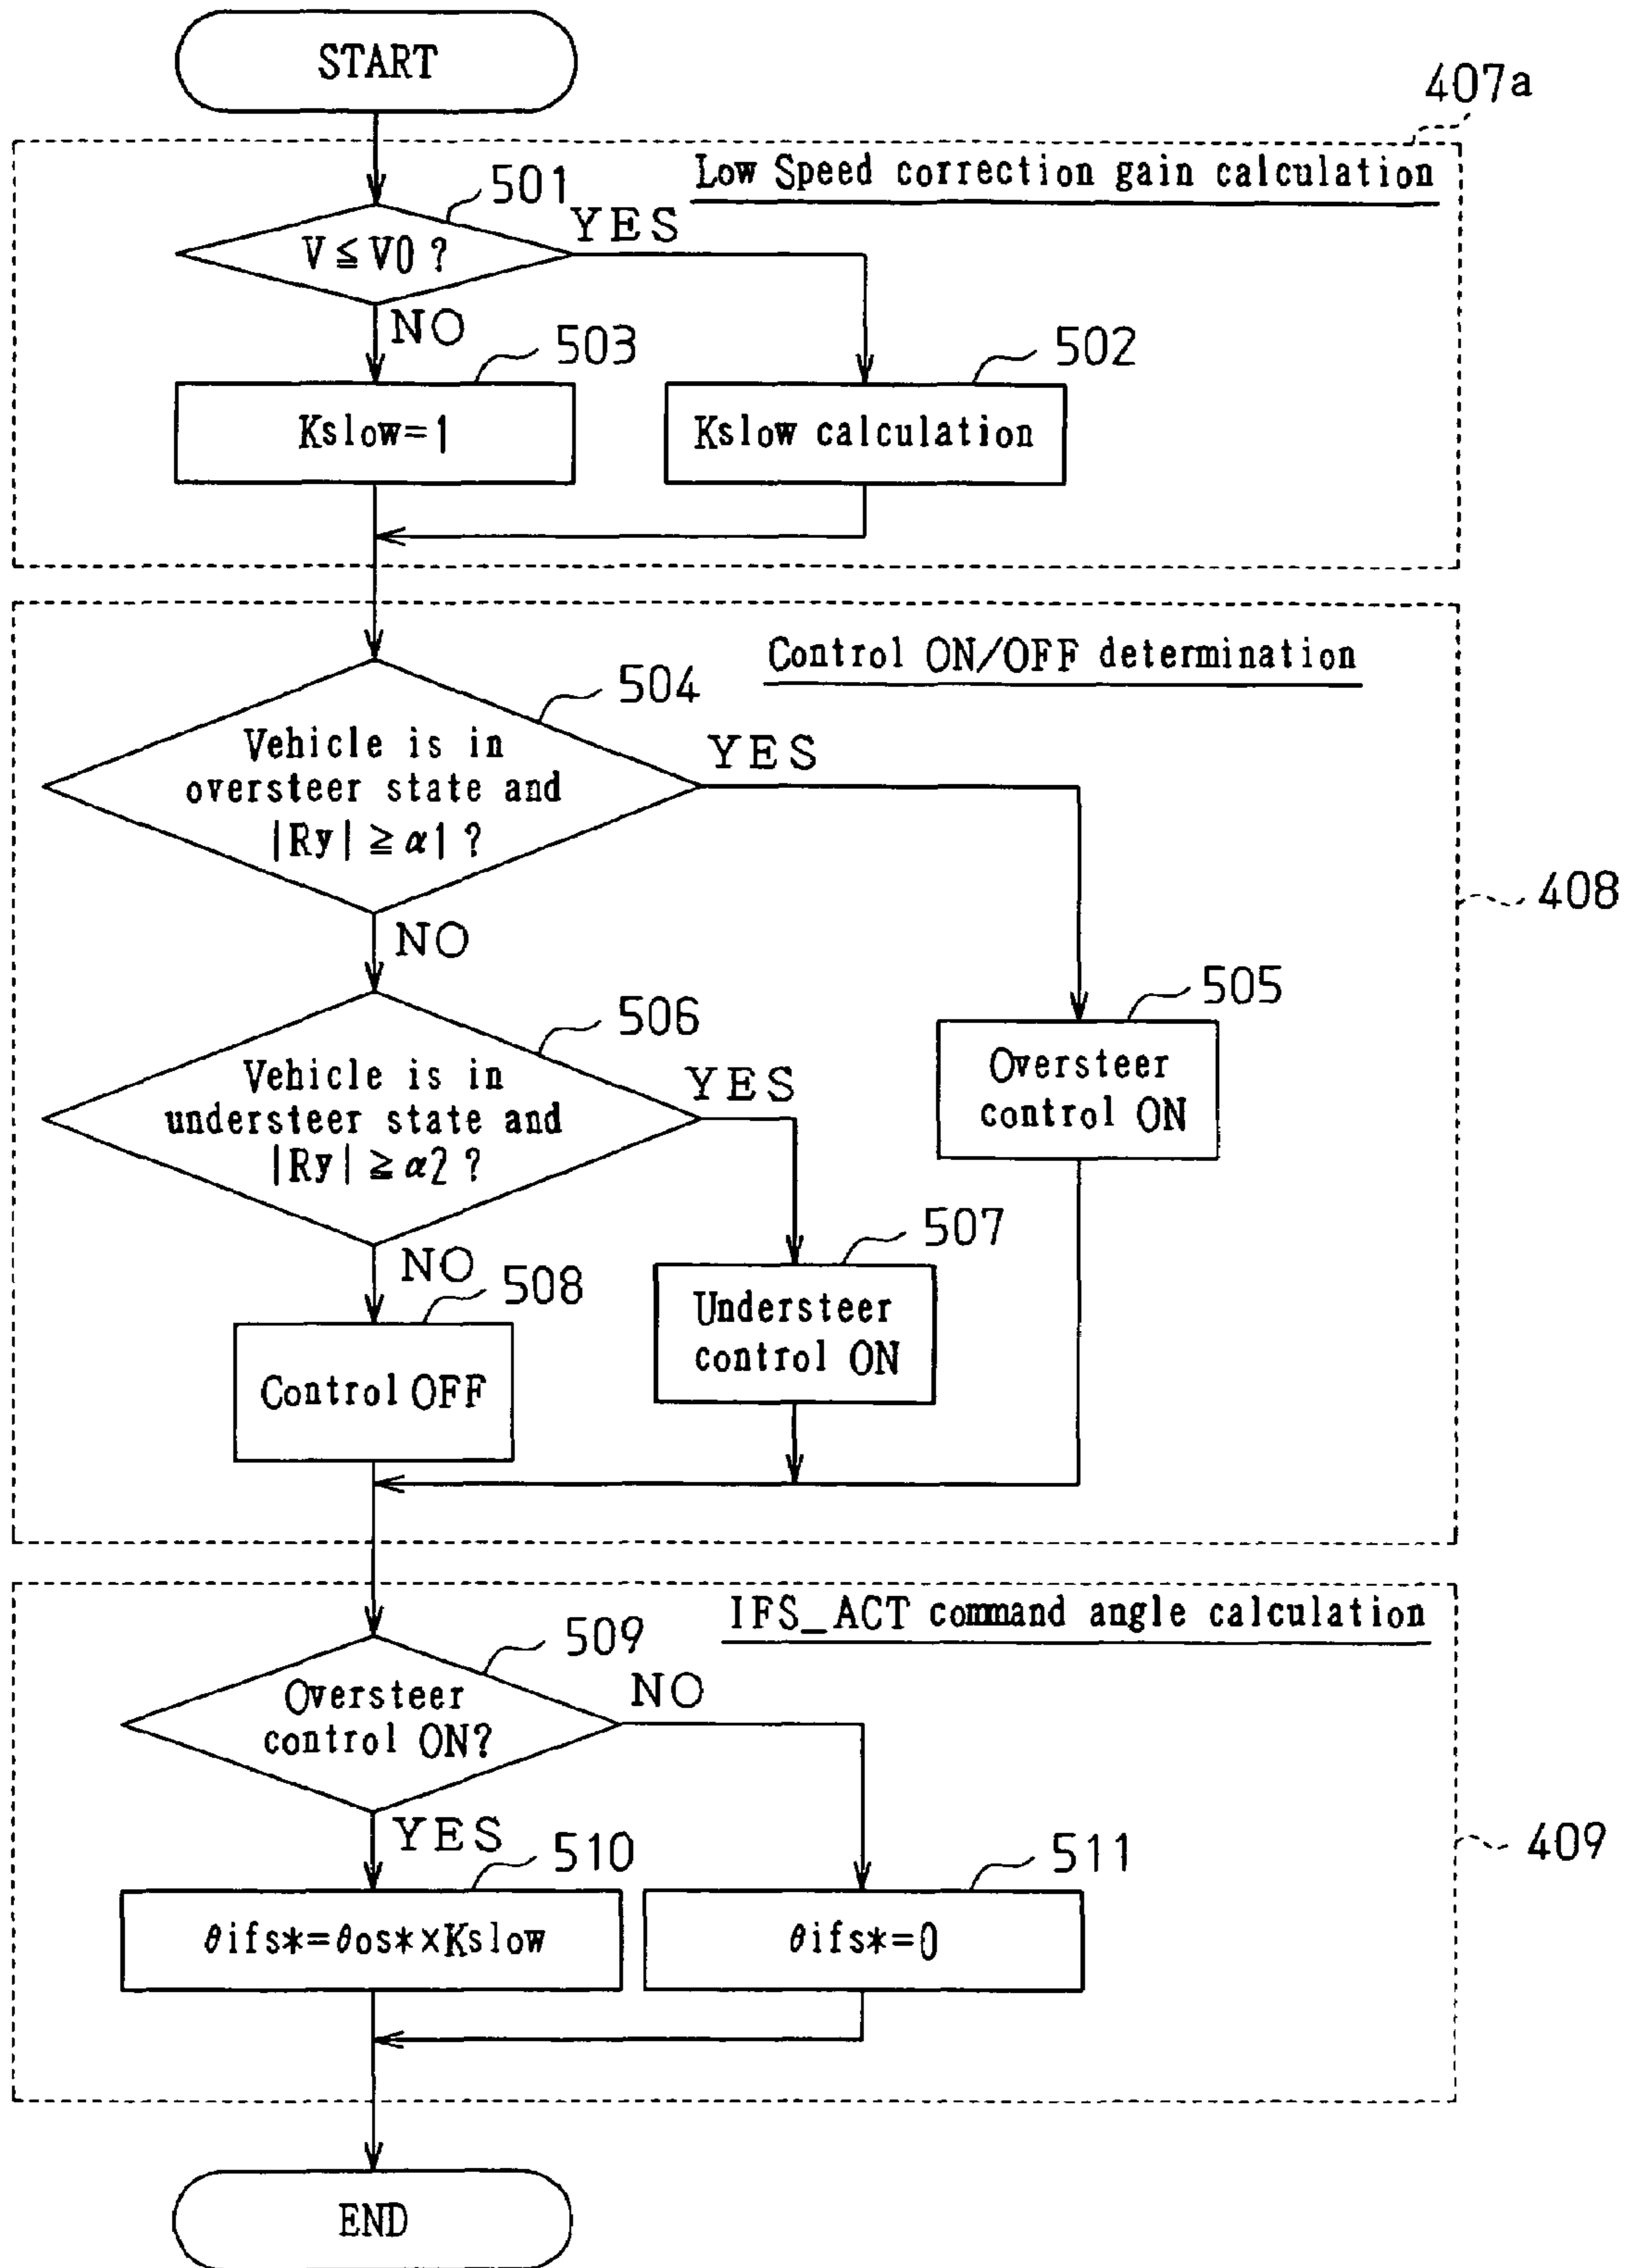 START
407a
Low Speed correction gain calculation
501
V≦V0 ?
YES
NO
503
502
Kslow=1
Kslow calculation
Control ON/OFF determination
504
Vehicle is in
oversteer state and
|Ry| ≧ α1 ?
YES
408
NO
505
506
Vehicle is in
understeer state and
|Ry| ≧ α2 ?
YES
Oversteer
control ON
507
NO
508
Understeer
control ON
Control OFF
IFS_ACT command angle calculation
509
Oversteer
control ON?
NO
YES
409
510
511
θifs*=θos*×Kslow
θifs*=0
END